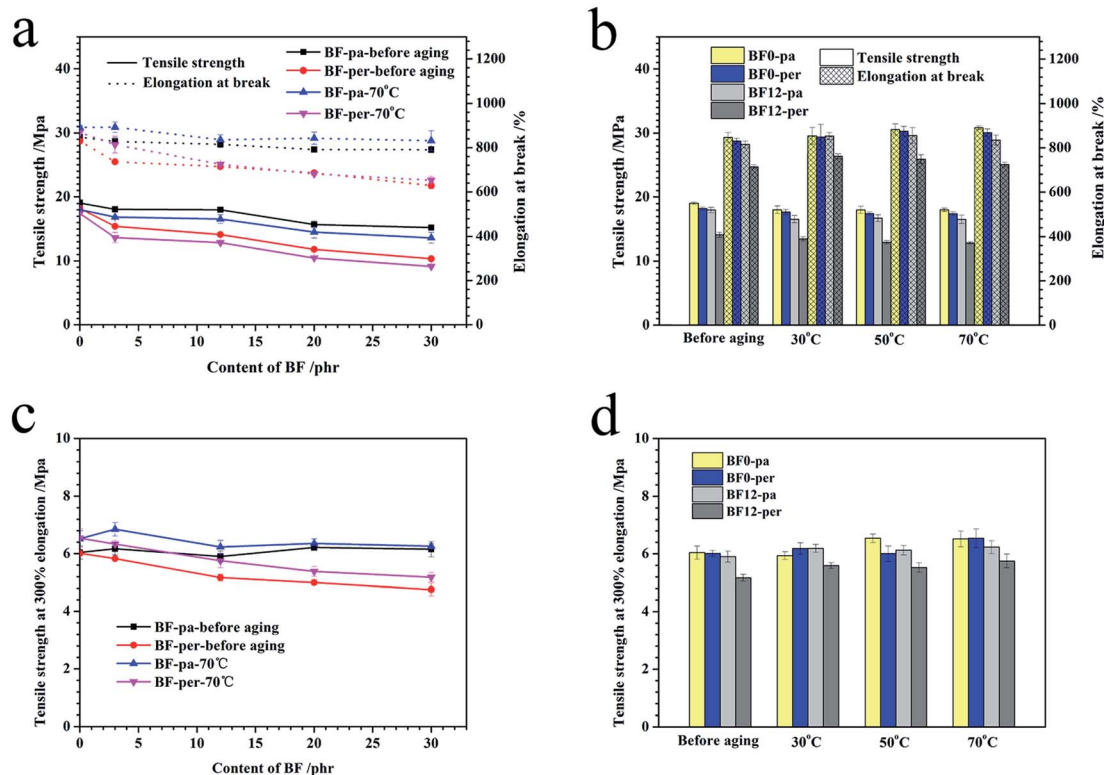 a
Tensile strength
Elongation at break
BF-pa-before aging
BF-per-before aging
BF-pa-70°C
BF-per-70°C
45
40
30
20
10
0
1200
1000
800
600
400
200
0
0 5 10 15 20 25 30
Tensile strength /Mpa
Elongation at break /%
Content of BF /phr
b
BF0-pa
BF0-per
BF12-pa
BF12-per
Tensile strength
Elongation at break
40
30
20
10
0
1200
1000
800
600
400
200
0
Before aging 30°C 50°C 70°C
Tensile strength /MPa
Elongation at break /%
c
10
8
6
4
2
0
0 5 10 15 20 25 30
BF-pa-before aging
BF-per-before aging
BF-pa-70℃
BF-per-70℃
Tensile strength at 300% elongation /Mpa
Content of BF /phr
d
10
8
6
4
2
0
BF0-pa
BF0-per
BF12-pa
BF12-per
Before aging 30°C 50°C 70°C
Tensile strength at 300% elongation /Mpa